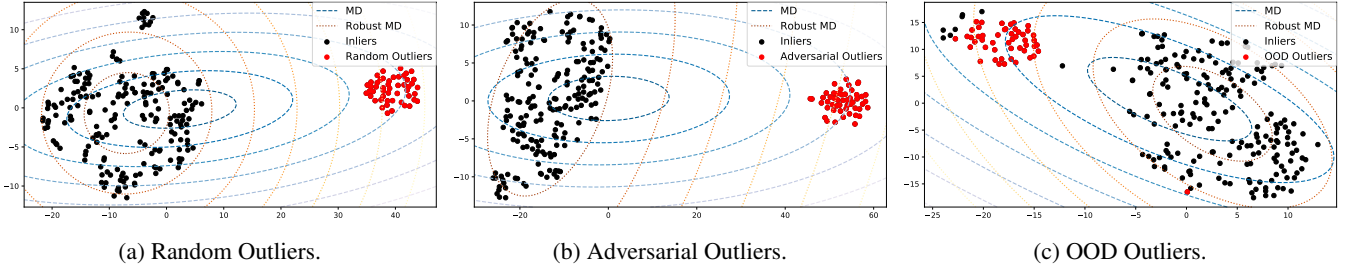 10
5
0
−5
−10
−20
−10
0
10
20
30
40
MD
Robust MD
Inliers
Random Outliers
(a) Random Outliers.
10
5
0
−5
−10
−20
0
20
40
60
MD
Robust MD
Inliers
Adversarial Outliers
(b) Adversarial Outliers.
15
10
5
0
−5
−10
−15
−25
−20
−15
−10
−5
0
5
10
MD
Robust MD
Inliers
OOD Outliers
(c) OOD Outliers.